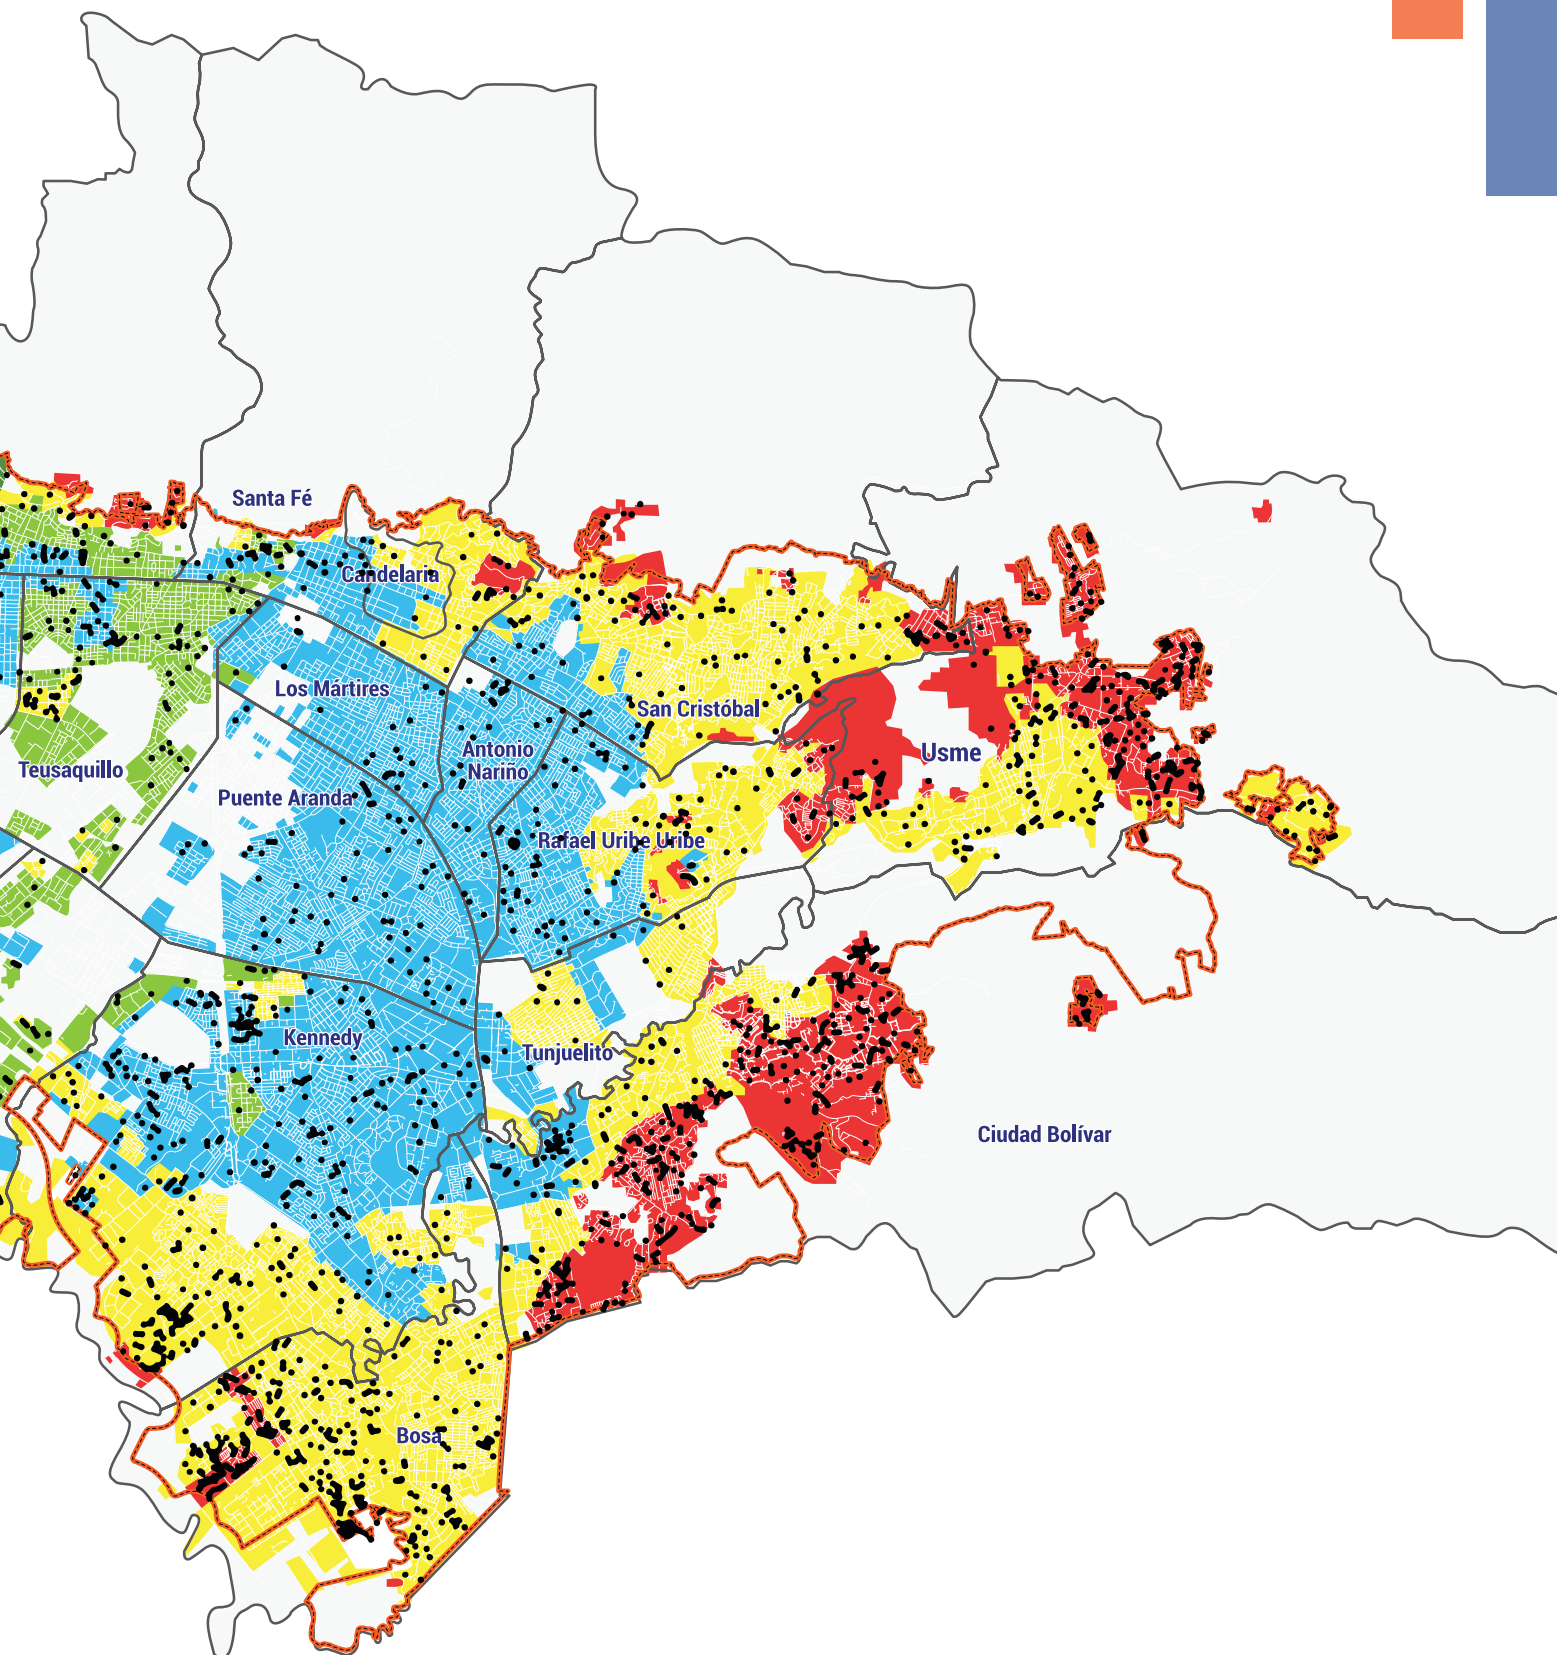 Santa Fé
Candelaria
Los Mártires
San Cristóbal
Antonio
Nariño
Usme
Teusaquillo
Puente Aranda
Rafael Uribe Uribe
Kennedy
Tunjuelito
Ciudad Bolívar
Bosa